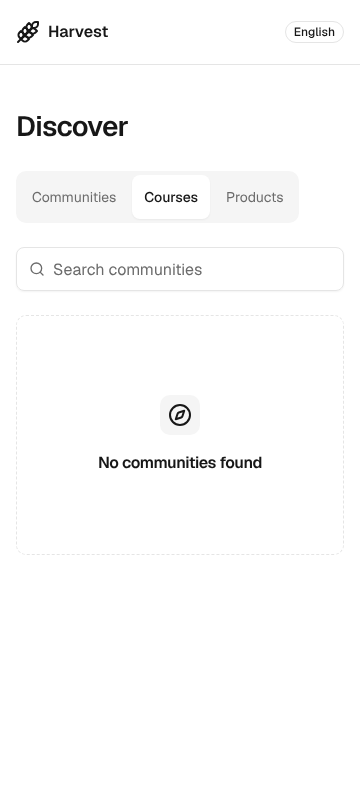 Harvest
English
Discover
Communities Courses Products
Search communities
No communities found